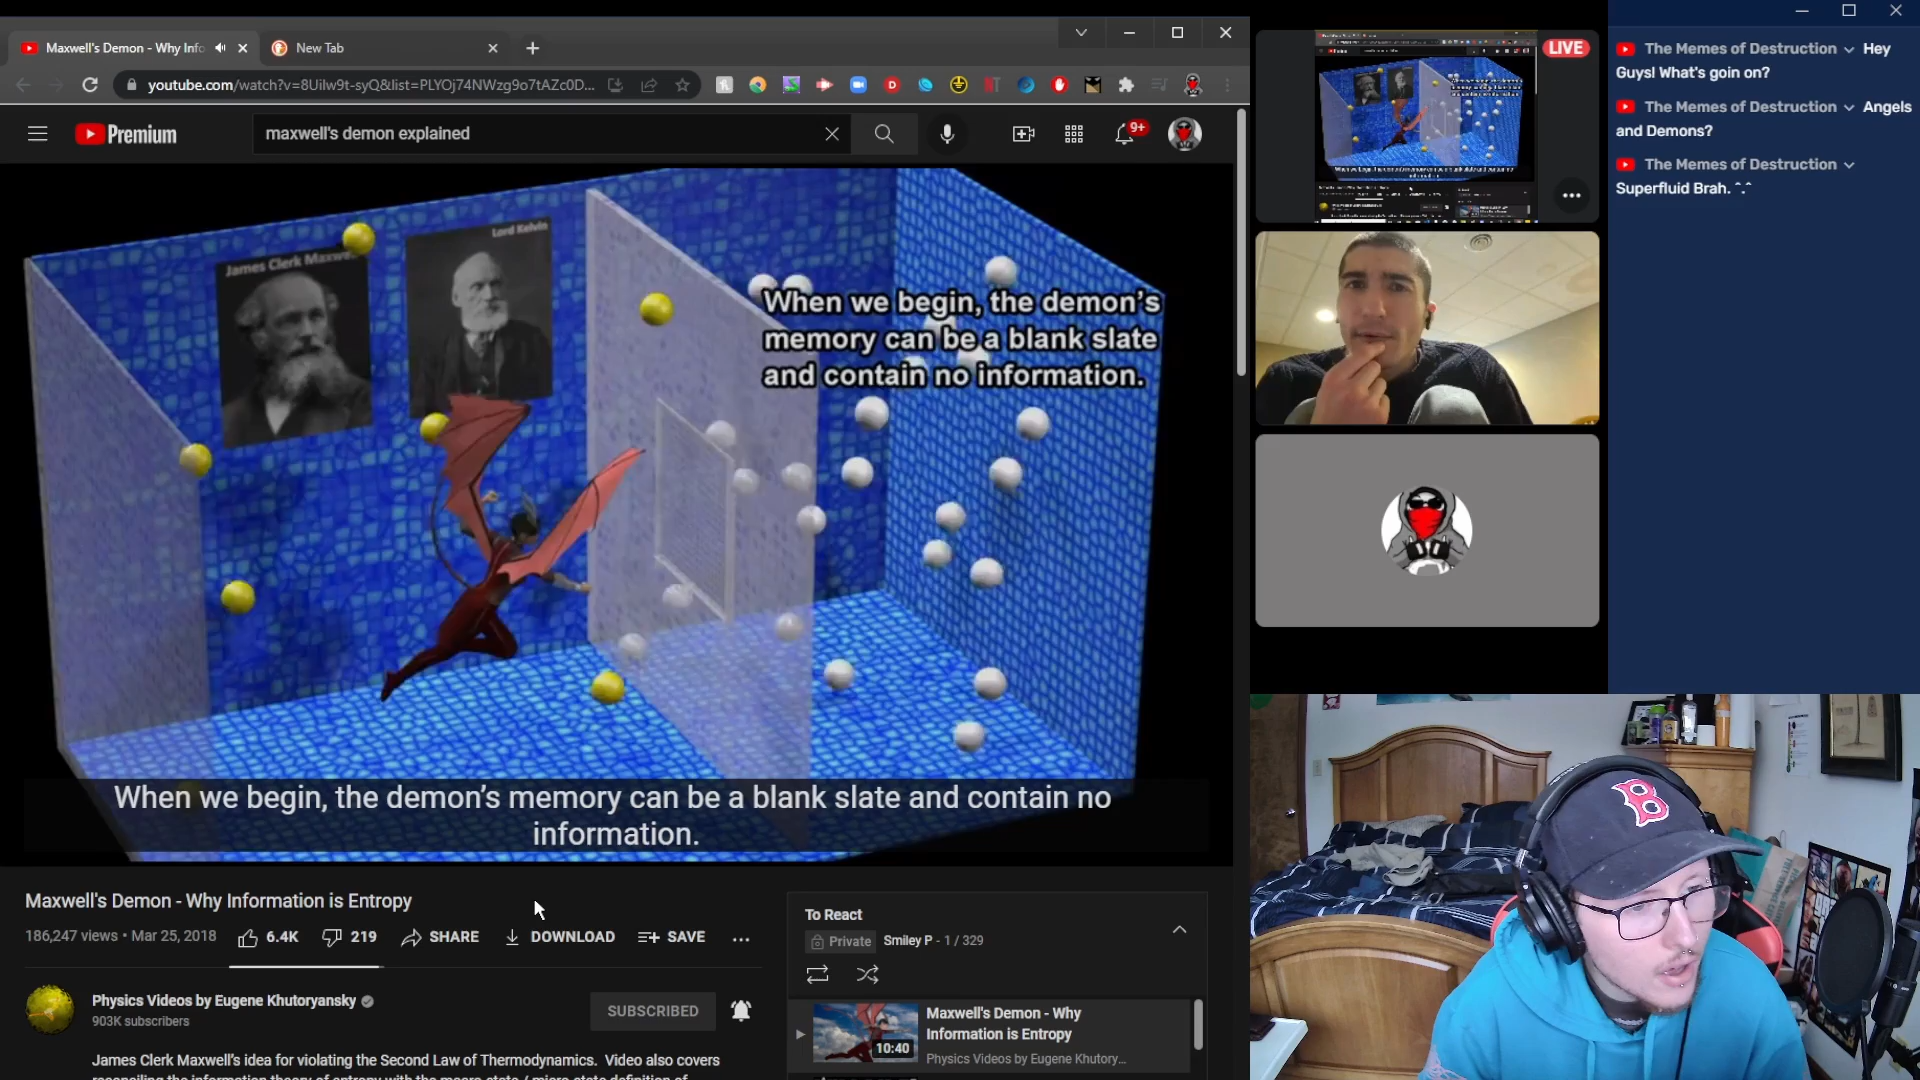 Maxwell's Demon - Why Info
New Tab
youtube.com/watch?v=8Uilw9t-syQ&list=PLYOj74NWzg9o7tAZc0D...
Premium
maxwell's demon explained
9+
James Clerk Maxwe
Lord Kelvin
When we begin, the demon's
memory can be a blank slate
and contain no information.
When we begin, the demon's memory can be a blank slate and contain no
information.
Maxwell's Demon - Why Information is Entropy
186,247 views • Mar 25, 2018
6.4K
219
SHARE
DOWNLOAD
SAVE
Physics Videos by Eugene Khutoryansky
903K subscribers
SUBSCRIBED
James Clerk Maxwell's idea for violating the Second Law of Thermodynamics. Video also covers
To React
Private
Smiley P - 1 / 329
10:40
Maxwell's Demon - Why
Information is Entropy
Physics Videos by Eugene Khutory...
LIVE
The Memes of Destruction Hey
Guys! What's goin on?
The Memes of Destruction Angels
and Demons?
The Memes of Destruction
Superfluid Brah. ^.^
B